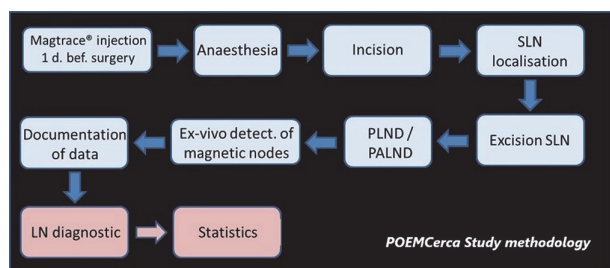 Magtrace® injection
1 d. bef. surgery
Anaesthesia
Incision
SLN
localisation
Excision SLN
PLND /
PALND
Ex-vivo detect. of
magnetic nodes
Documentation
of data
LN diagnostic
Statistics
POEMCerca Study methodology